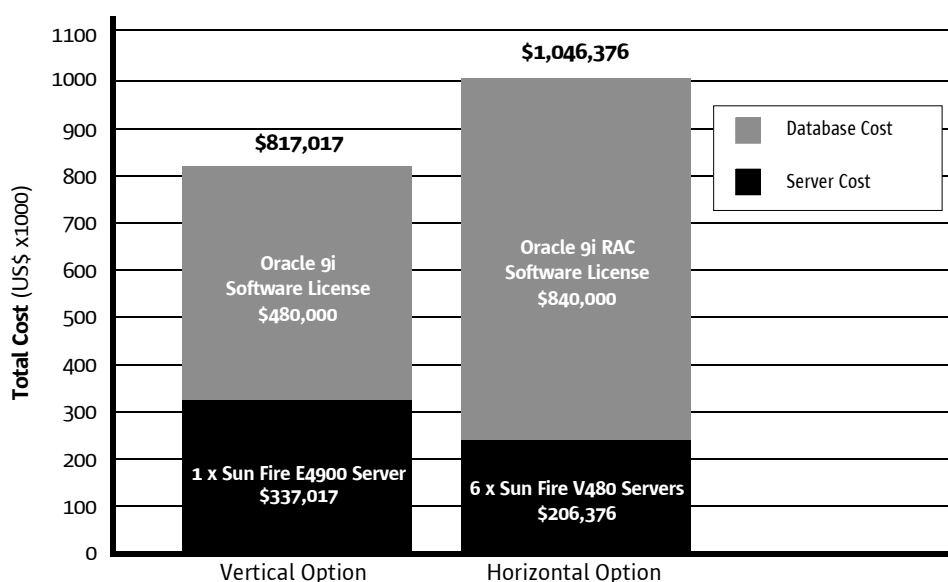 1100
1000
900
800
700
600
500
400
300
200
100
0
Total Cost (US$ x1000)
$817,017
Oracle 9i
Software License
$480,000
1 x Sun Fire E4900 Server
$337,017
Vertical Option
$1,046,376
Oracle 9i RAC
Software License
$840,000
6 x Sun Fire V480 Servers
$206,376
Horizontal Option
Database Cost
Server Cost